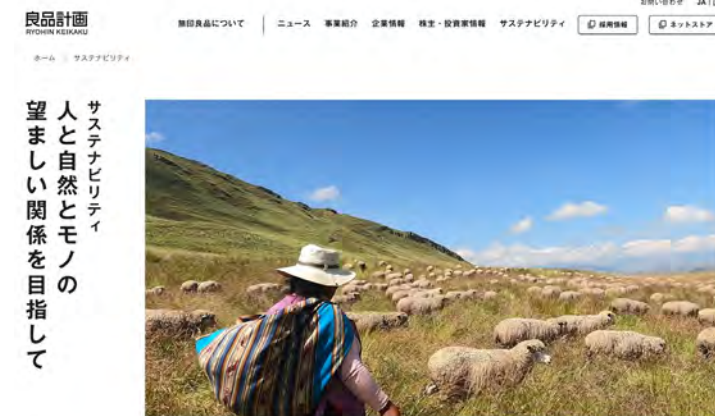 良品計画
RYOHIN KEIKAKU
お問い合わせ JA
無印良品について ニュース 事業紹介 企業情報 株主・投資家情報 サステナビリティ 採用情報 ネットストア
ホーム サステナビリティ
サステナビリティ
人と自然とモノの
望ましい関係を目指して